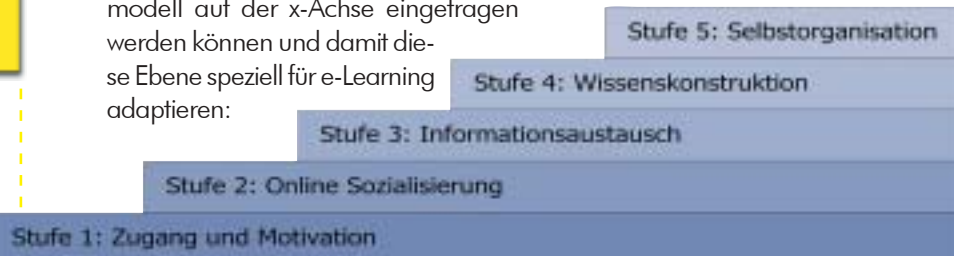 modell auf der x-Achse eingetragen
werden können und damit die-
se Ebene speziell für e-Learning
adaptieren:
Stufe 5: Selbstorganisation
Stufe 4: Wissenskonstruktion
Stufe 3: Informationsaustausch
Stufe 2: Online Sozialisierung
Stufe 1: Zugang und Motivation